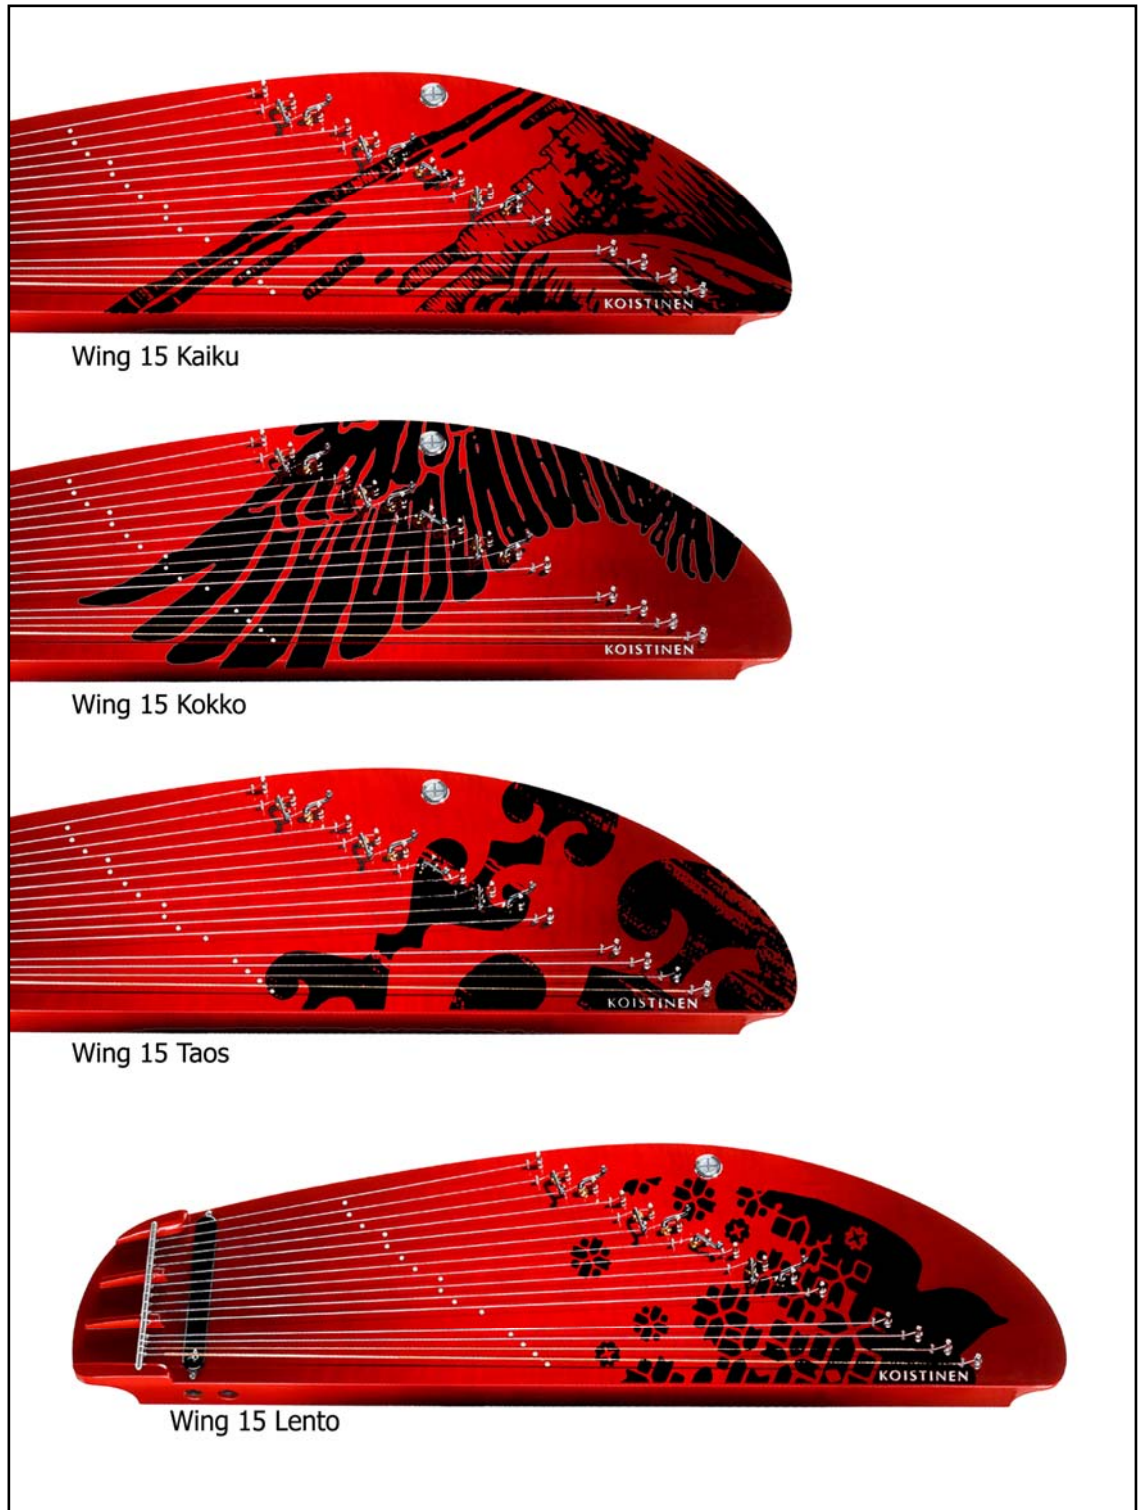 KOISTINEN
Wing 15 Kaiku
KOISTINEN
Wing 15 Kokko
KOISTINEN
Wing 15 Taos
KOISTINEN
Wing 15 Lento